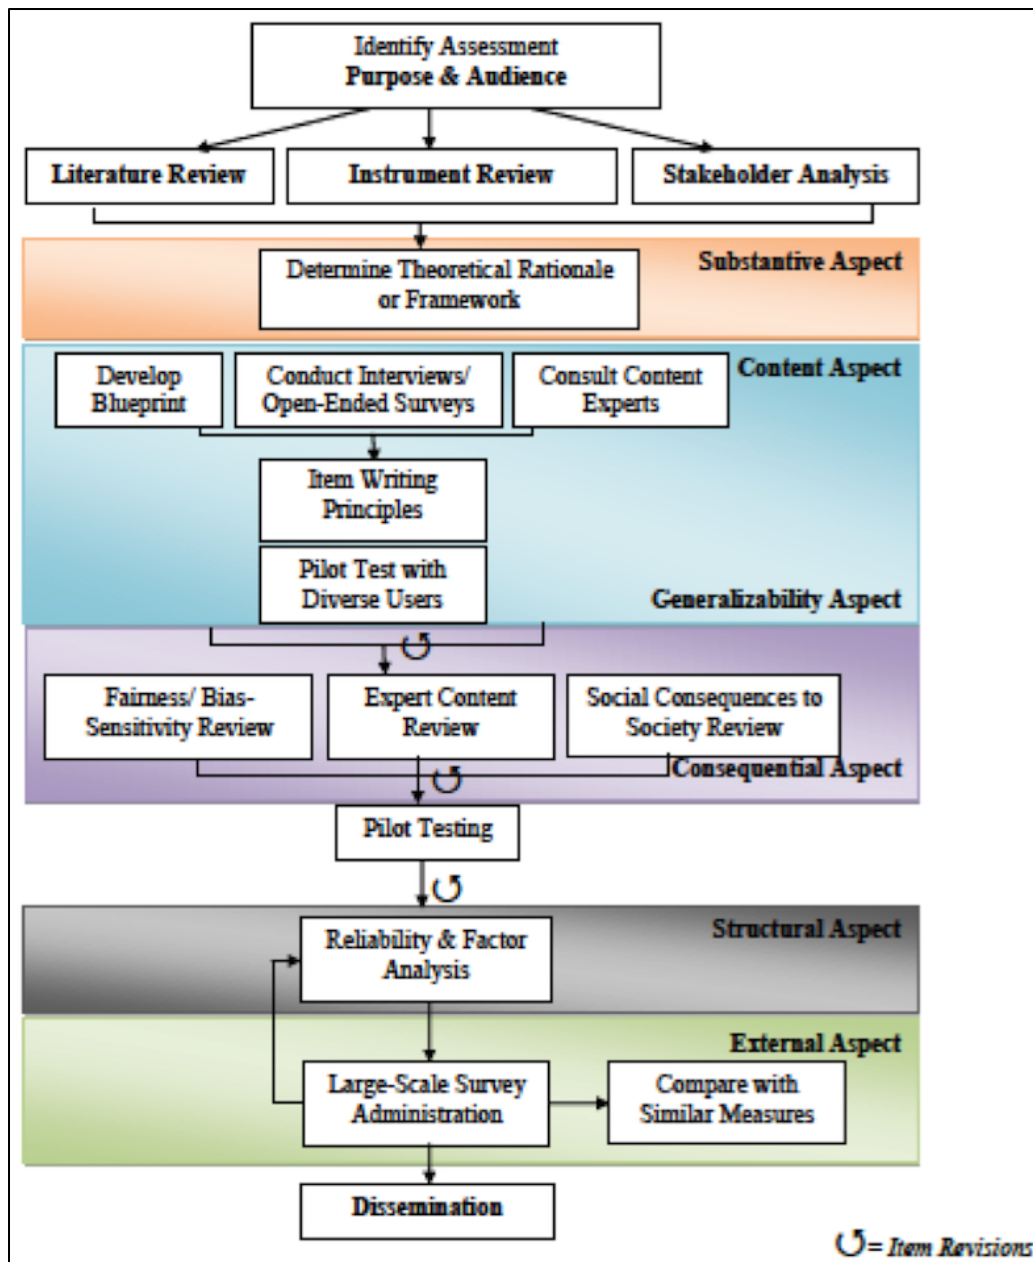 Identify Assessment
Purpose & Audience
Literature Review
Instrument Review
Stakeholder Analysis
Substantive Aspect
Determine Theoretical Rationale
or Framework
Content Aspect
Develop
Blueprint
Conduct Interviews/
Open-Ended Surveys
Consult Content
Experts
Item Writing
Principles
Pilot Test with
Diverse Users
Generalizability Aspect
Fairness/ Bias-
Sensitivity Review
Expert Content
Review
Social Consequences to
Society Review
Consequential Aspect
Pilot Testing
Structural Aspect
Reliability & Factor
Analysis
External Aspect
Large-Scale Survey
Administration
Compare with
Similar Measures
Dissemination
↺ = Item Revisions